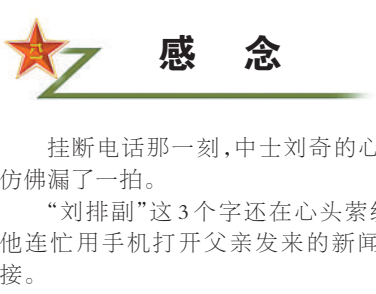 感 念
挂断电话那一刻,中士刘奇的心
仿佛漏了一拍。
“刘排副”这3个字还在心头萦绕
他连忙用手机打开父亲发来的新闻
接。